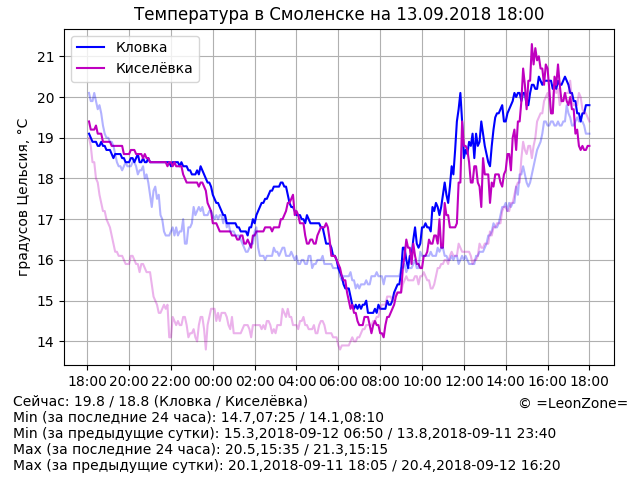 Температура в Смоленске на 13.09.2018 18:00
Кловка
Киселёвка
градусов Цельсия, °C
21
20
19
18
17
16
15
14
18:00 20:00 22:00 00:00 02:00 04:00 06:00 08:00 10:00 12:00 14:00 16:00 18:00
Сейчас: 19.8 / 18.8 (Кловка / Киселёвка)
© =LeonZone=
Min (за последние 24 часа): 14.7,07:25 / 14.1,08:10
Min (за предыдущие сутки): 15.3,2018-09-12 06:50 / 13.8,2018-09-11 23:40
Max (за последние 24 часа): 20.5,15:35 / 21.3,15:15
Max (за предыдущие сутки): 20.1,2018-09-11 18:05 / 20.4,2018-09-12 16:20